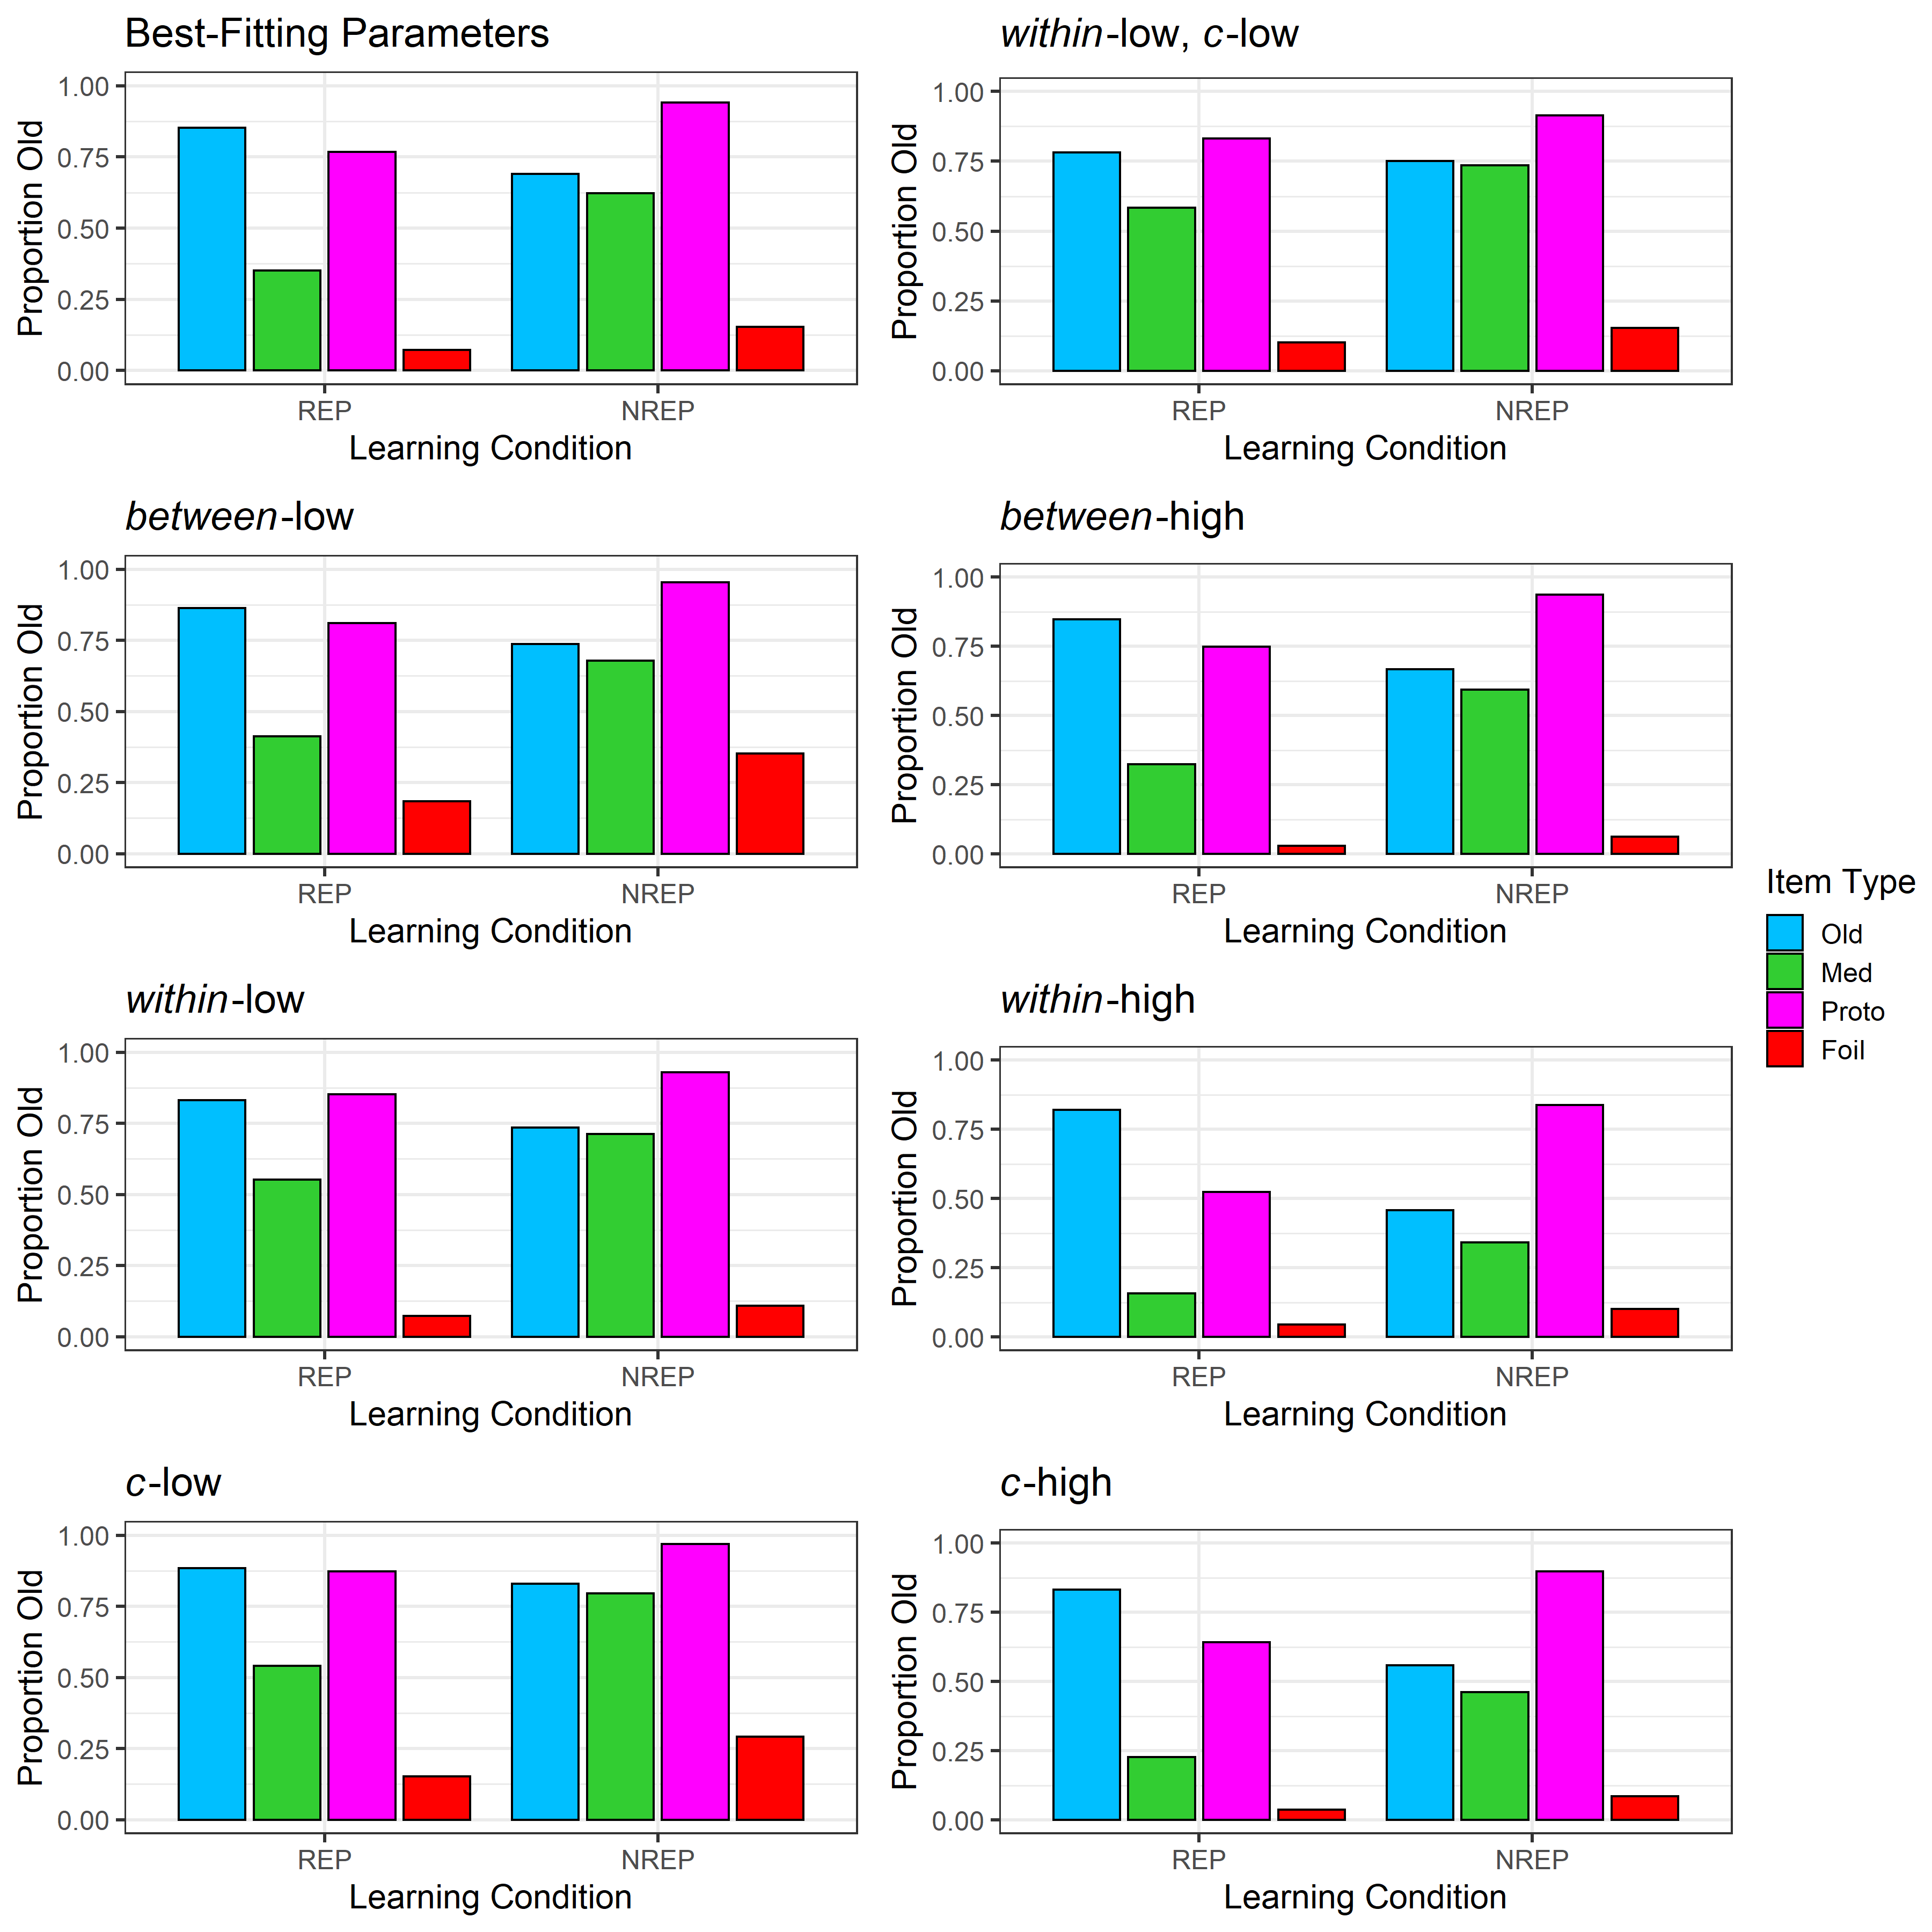 Best-Fitting Parameters
Proportion Old
1.00
0.75
0.50
0.25
0.00
REP NREP
Learning Condition
within-low, c-low
Proportion Old
1.00
0.75
0.50
0.25
0.00
REP NREP
Learning Condition
between-low
Proportion Old
1.00
0.75
0.50
0.25
0.00
REP NREP
Learning Condition
between-high
Proportion Old
1.00
0.75
0.50
0.25
0.00
REP NREP
Learning Condition
within-low
Proportion Old
1.00
0.75
0.50
0.25
0.00
REP NREP
Learning Condition
within-high
Proportion Old
1.00
0.75
0.50
0.25
0.00
REP NREP
Learning Condition
c-low
Proportion Old
1.00
0.75
0.50
0.25
0.00
REP NREP
Learning Condition
c-high
Proportion Old
1.00
0.75
0.50
0.25
0.00
REP NREP
Learning Condition
Item Type
Old
Med
Proto
Foil